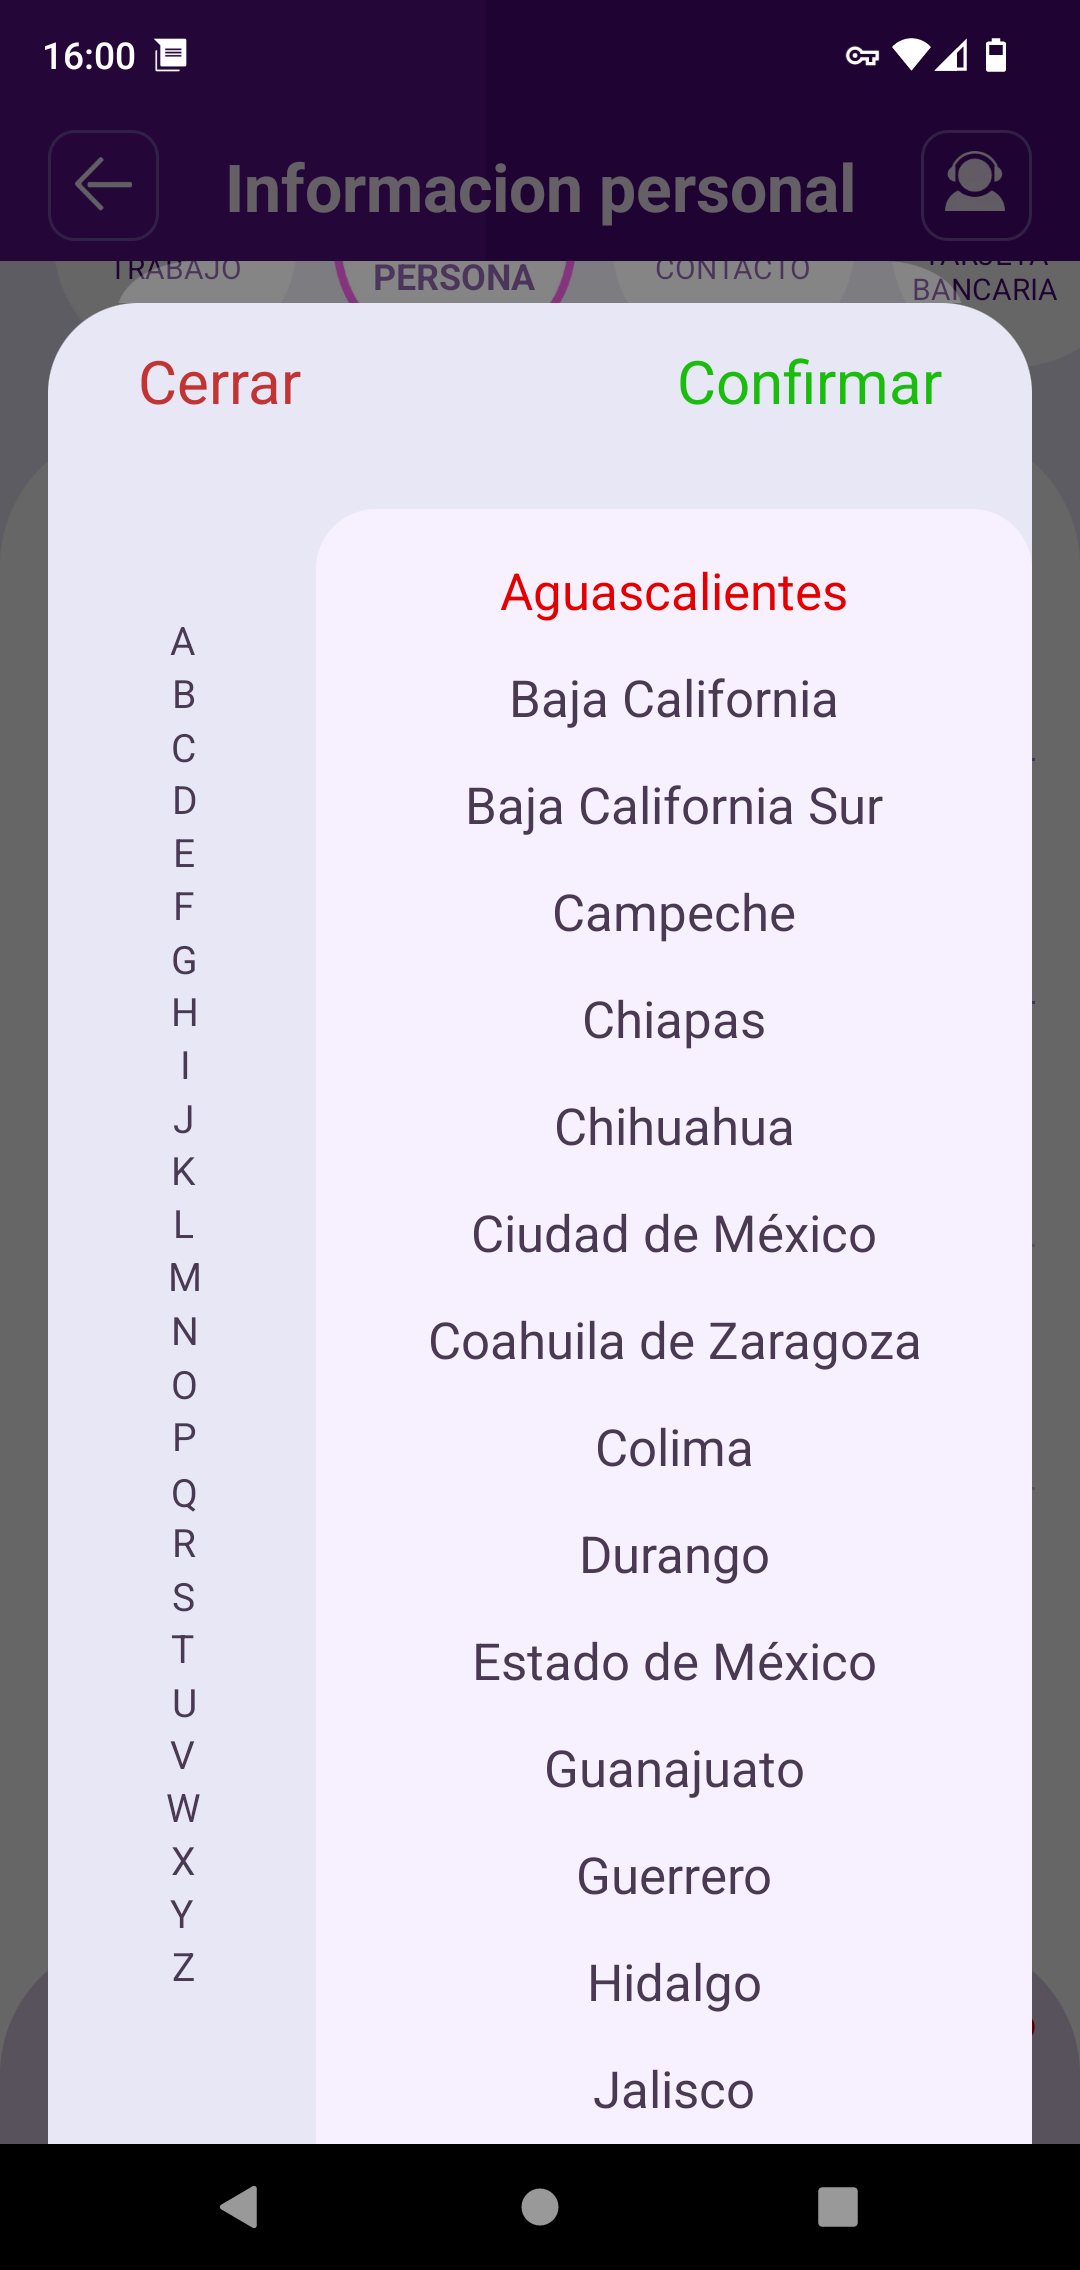 16:00
Informacion personal
TRABAJO
PERSONA
CONTACTO
TARJETA
BANCARIA
Cerrar
Confirmar
Aguascalientes
Baja California
Baja California Sur
Campeche
Chiapas
Chihuahua
Ciudad de México
Coahuila de Zaragoza
Colima
Durango
Estado de México
Guanajuato
Guerrero
Hidalgo
Jalisco
A
B
C
D
E
F
G
H
I
J
K
L
M
N
O
P
Q
R
S
T
U
V
W
X
Y
Z